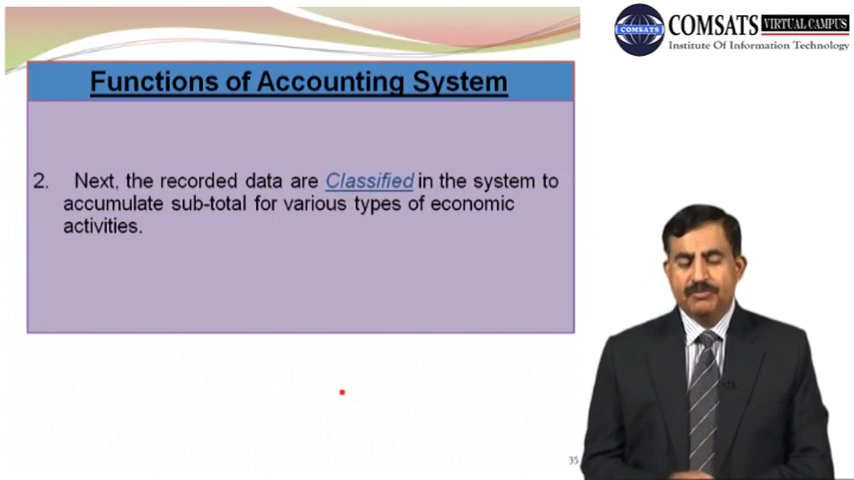 COMSATS VIRTUAL CAMPUS
COMSATS
Institute Of Information Technology
Functions of Accounting System
2. Next, the recorded data are Classified in the system to
accumulate sub-total for various types of economic
activities.
35